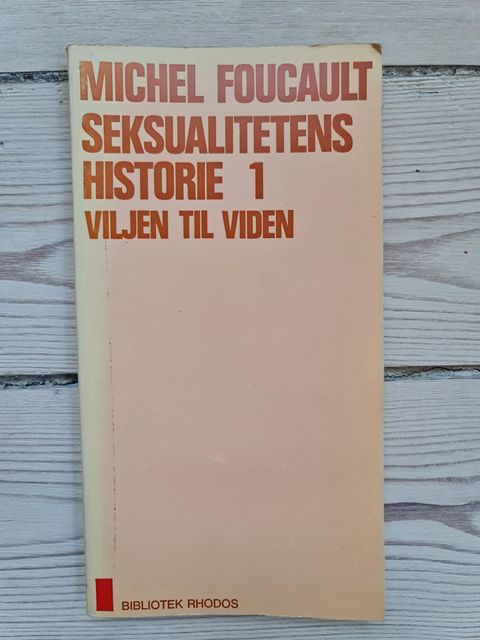 MICHEL FOUCAULT
SEKSUALITETENS
HISTORIE 1
VILJEN TIL VIDEN
BIBLIOTEK RHODOS